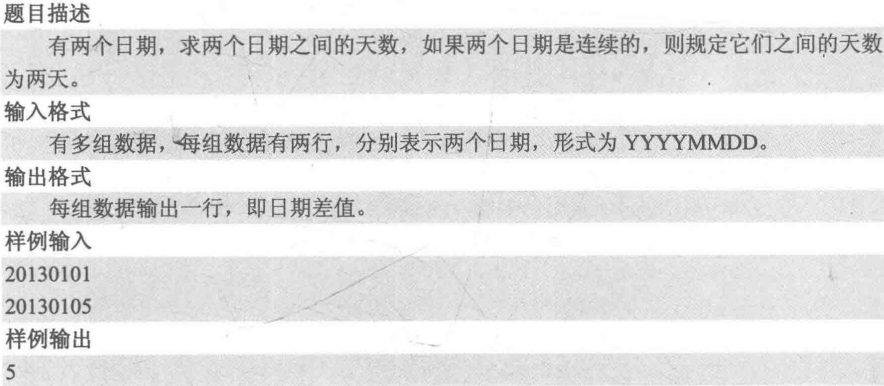 题目描述
有两个日期，求两个日期之间的天数，如果两个日期是连续的，则规定它们之间的天数
为两天。
输入格式
有多组数据，每组数据有两行，分别表示两个日期，形式为 YYYYMMDD。
输出格式
每组数据输出一行，即日期差值。
样例输入
20130101
20130105
样例输出
5